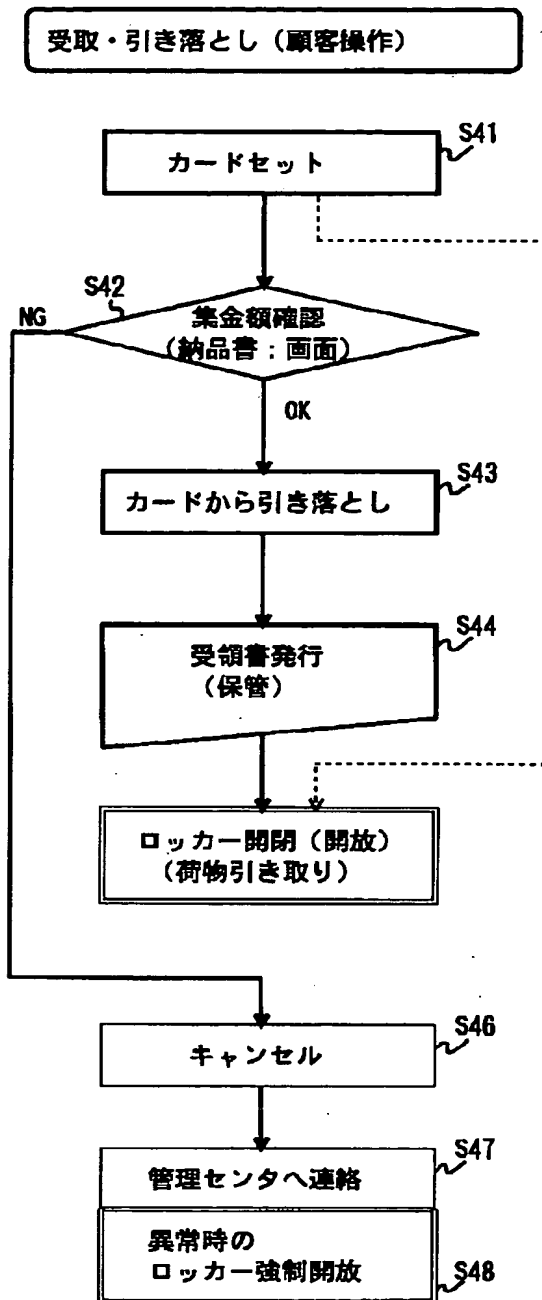 受取・引き落とし（顧客操作）
S41
カードセット
S42
NG
集金額確認
（納品書：画面）
OK
S43
カードから引き落とし
S44
受領書発行
（保管）
ロッカー開閉（開放）
（荷物引き取り）
S46
キャンセル
S47
管理センタへ連絡
異常時の
ロッカー強制開放
S48